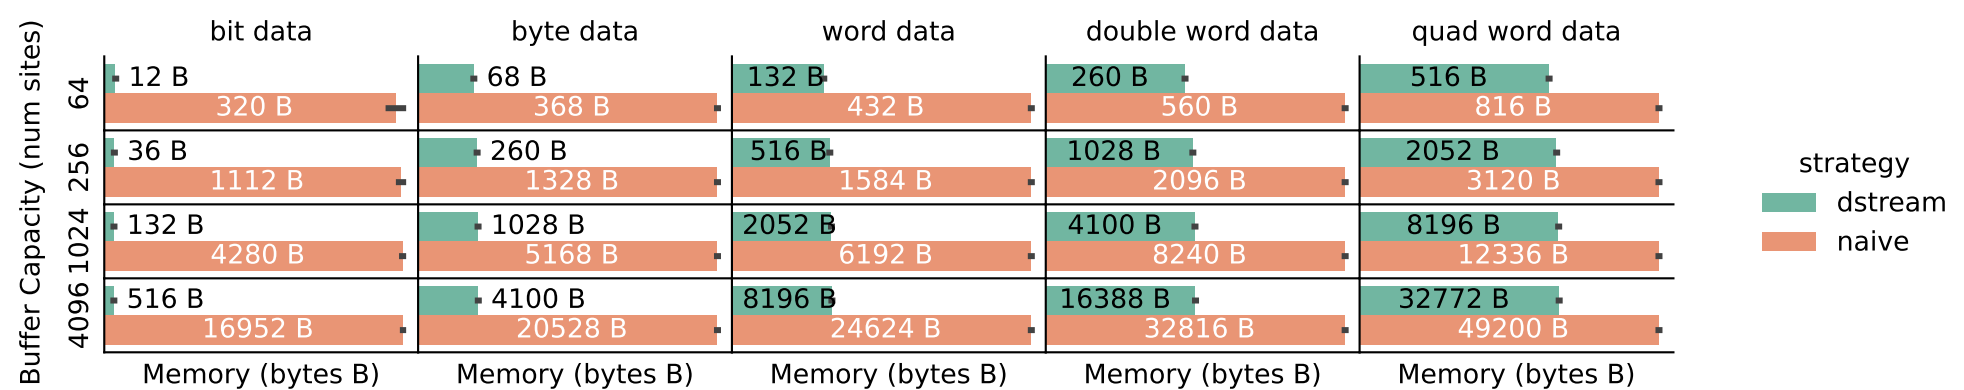 bit data
byte data
word data
double word data
quad word data
Buffer Capacity (num sites)
64
12 B
68 B
132 B
260 B
516 B
320 B
368 B
432 B
560 B
816 B
256
36 B
260 B
516 B
1028 B
2052 B
1112 B
1328 B
1584 B
2096 B
3120 B
1024
132 B
1028 B
2052 B
4100 B
8196 B
4280 B
5168 B
6192 B
8240 B
12336 B
4096
516 B
4100 B
8196 B
16388 B
32772 B
16952 B
20528 B
24624 B
32816 B
49200 B
Memory (bytes B)
Memory (bytes B)
Memory (bytes B)
Memory (bytes B)
Memory (bytes B)
strategy
dstream
naive